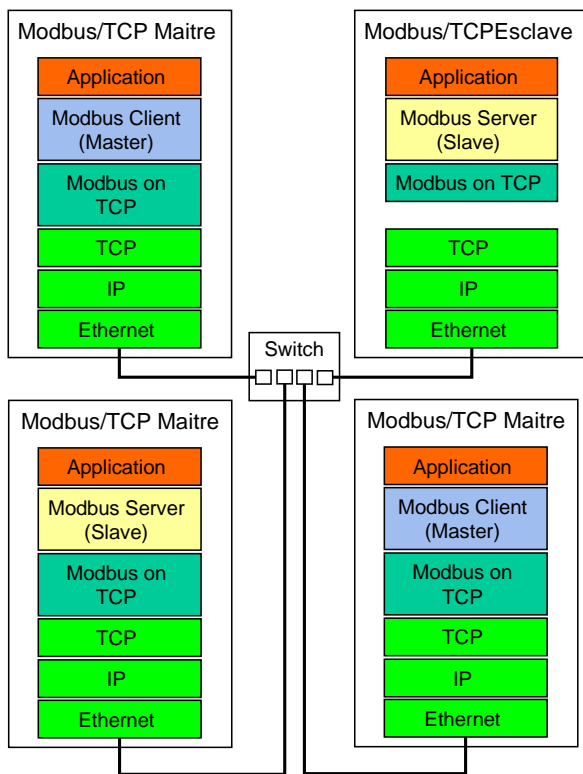 Modbus/TCP Maitre
Application
Modbus Client
(Master)
Modbus on
TCP
TCP
IP
Ethernet
Modbus/TCPEsclave
Application
Modbus Server
(Slave)
Modbus on TCP
TCP
IP
Ethernet
Switch
Modbus/TCP Maitre
Application
Modbus Server
(Slave)
Modbus on
TCP
TCP
IP
Ethernet
Modbus/TCP Maitre
Application
Modbus Client
(Master)
Modbus on
TCP
TCP
IP
Ethernet